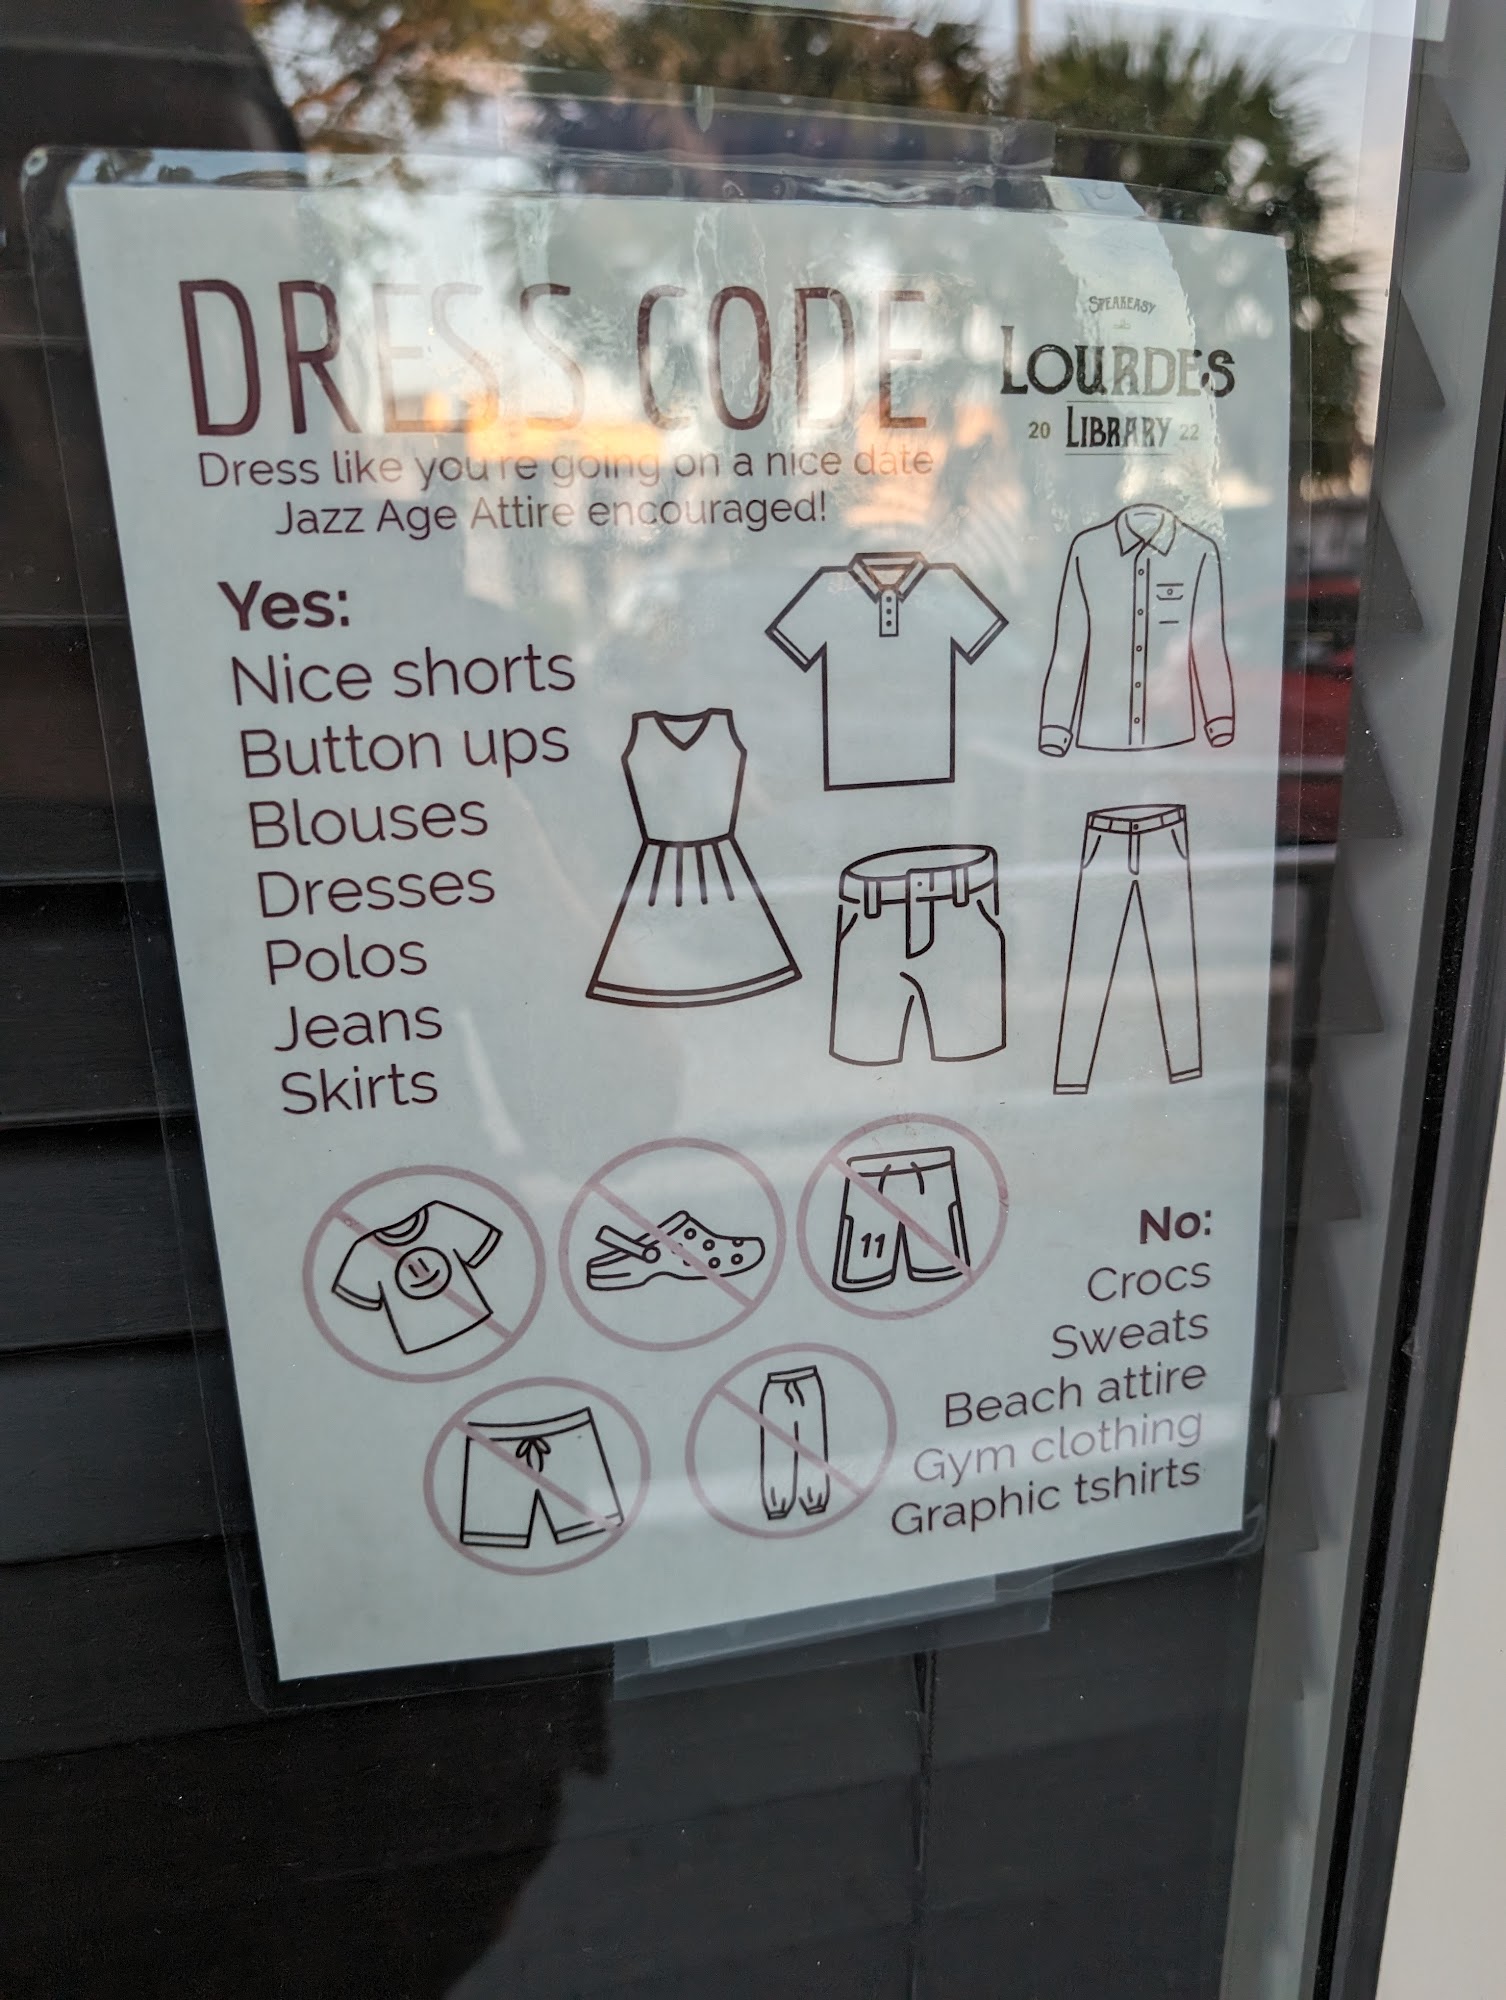 DRESS CODE
Dress like you're going on a nice date
Jazz Age Attire encouraged!
SPEAKEASY
LOURDES
20 LIBRARY 22
Yes:
Nice shorts
Button ups
Blouses
Dresses
Polos
Jeans
Skirts
11
No:
Crocs
Sweats
Beach attire
Gym clothing
Graphic tshirts